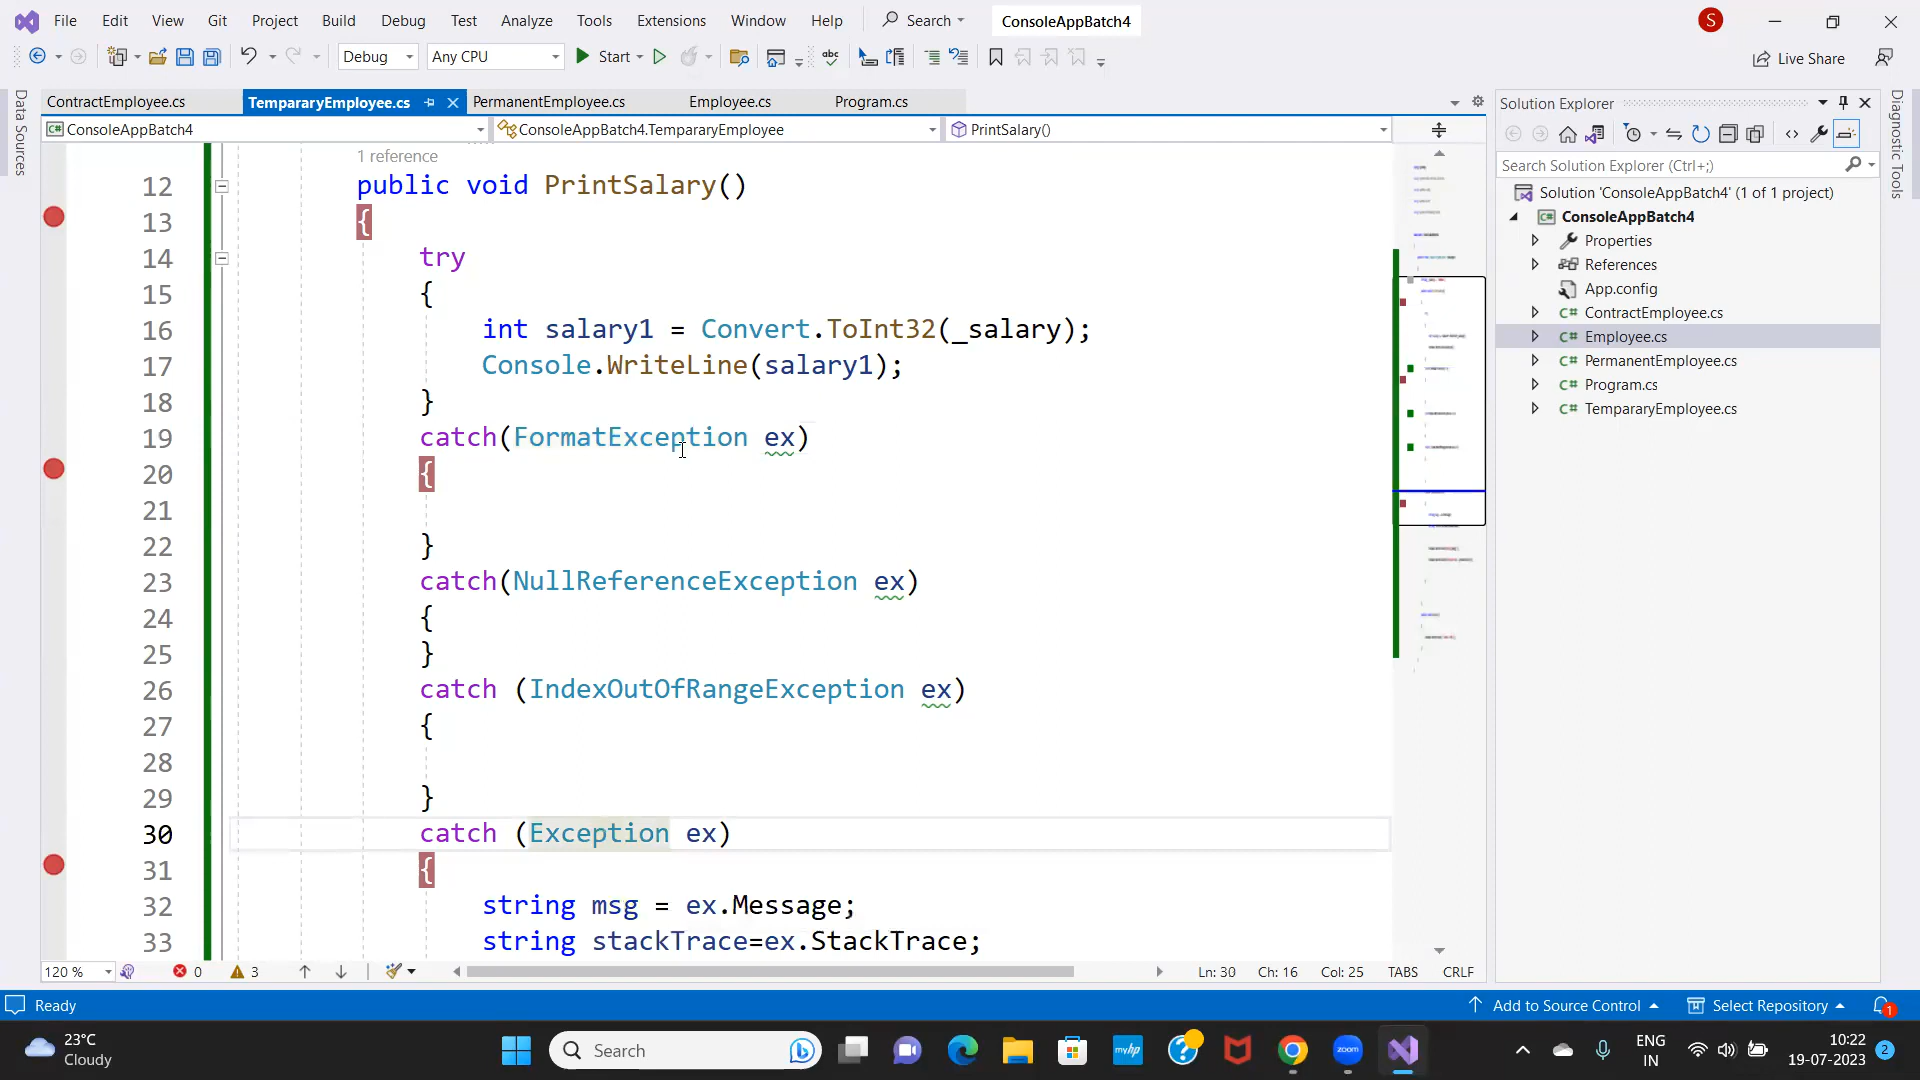 File Edit View Git Project Build Debug Test Analyze Tools Extensions Window Help Search ConsoleAppBatch4 S
Debug Any CPU Start Live Share
Data Sources
ContractEmployee.cs TempararyEmployee.cs PermanentEmployee.cs Employee.cs Program.cs
C# ConsoleAppBatch4 ConsoleAppBatch4.TempararyEmployee PrintSalary()
1 reference
12 public void PrintSalary()
13 {
14 try
15 {
16 int salary1 = Convert.ToInt32(_salary);
17 Console.WriteLine(salary1);
18 }
19 catch(FormatException ex)
20 {
21
22 }
23 catch(NullReferenceException ex)
24 {
25 }
26 catch (IndexOutOfRangeException ex)
27 {
28
29 }
30 catch (Exception ex)
31 {
32 string msg = ex.Message;
33 string stackTrace=ex.StackTrace;
120 % 0 3 Ln: 30 Ch: 16 Col: 25 TABS CRLF
Solution Explorer
Search Solution Explorer (Ctrl+;)
Solution 'ConsoleAppBatch4' (1 of 1 project)
C# ConsoleAppBatch4
Properties
References
App.config
C# ContractEmployee.cs
C# Employee.cs
C# PermanentEmployee.cs
C# Program.cs
C# TempararyEmployee.cs
Diagnostic Tools
Ready Add to Source Control Select Repository 1
23°C
Cloudy
Search
myhp
zoom
ENG
IN
10:22
19-07-2023
2